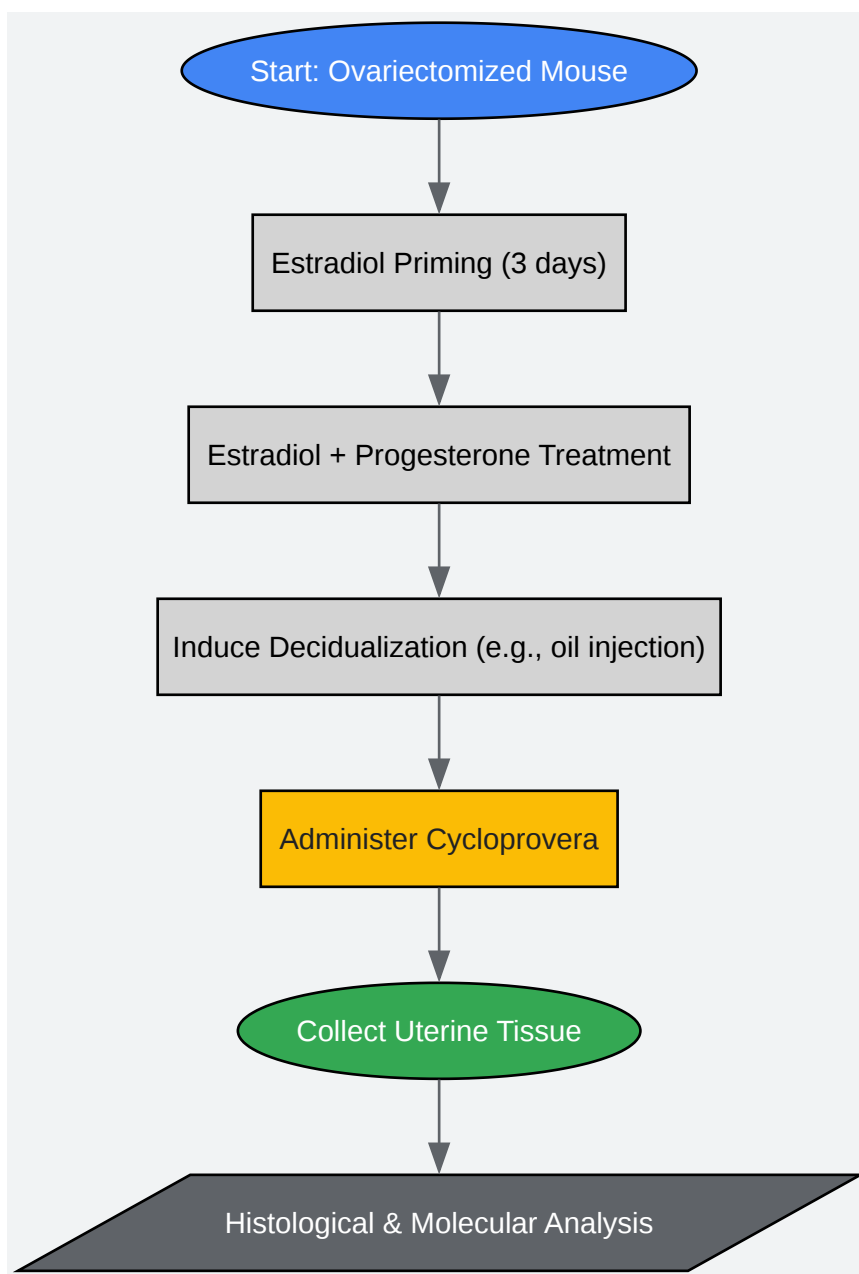 Start: Ovariectomized Mouse
Estradiol Priming (3 days)
Estradiol + Progesterone Treatment
Induce Decidualization (e.g., oil injection)
Administer Cycloprovera
Collect Uterine Tissue
Histological & Molecular Analysis